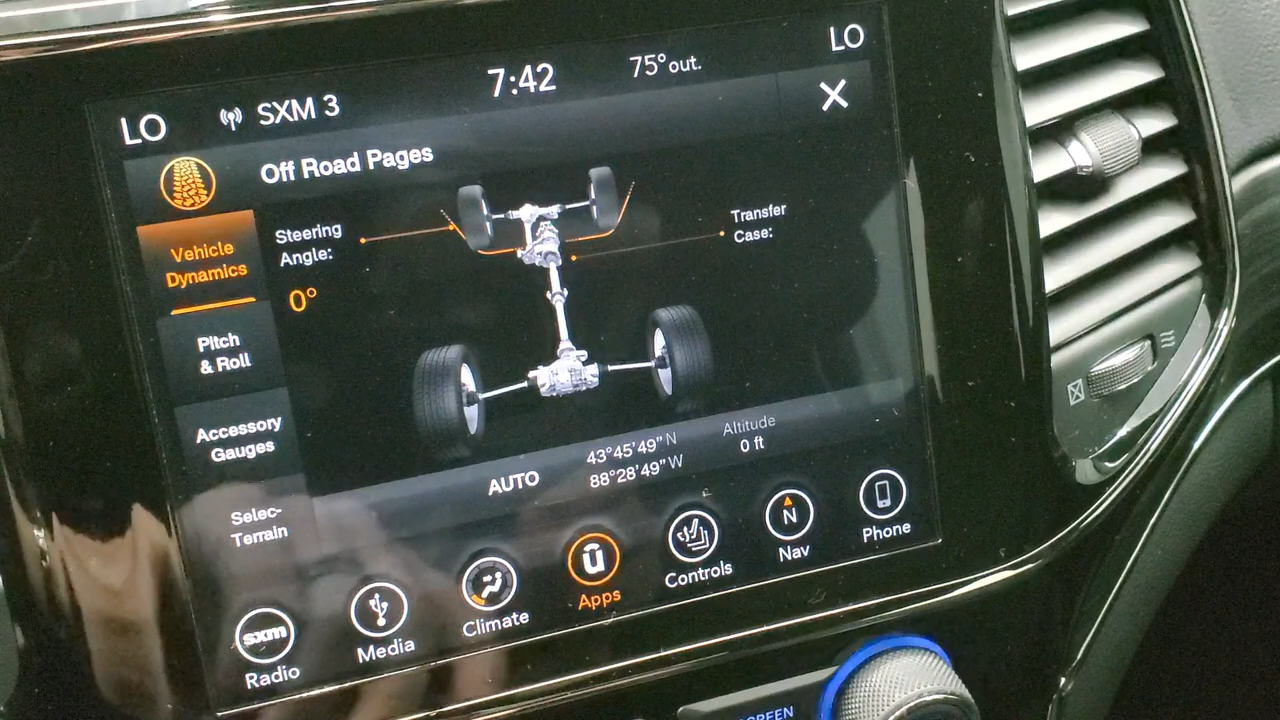 LO
SXM 3
7:42
75° out.
LO
Off Road Pages
X
Vehicle
Dynamics
Steering
Angle:
0°
Transfer
Case:
Pitch
& Roll
Accessory
Gauges
Selec-
Terrain
AUTO
43°45'49" N
88°28'49" W
Altitude
0 ft
sxm
Radio
Media
Climate
Apps
Controls
N
Nav
Phone